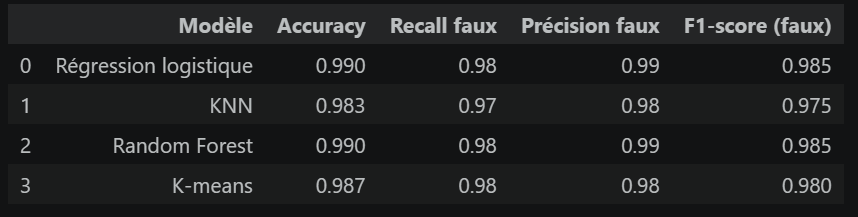 Modèle Accuracy Recall faux Précision faux F1-score (faux)
0 Régression logistique 0.990 0.98 0.99 0.985
1 KNN 0.983 0.97 0.98 0.975
2 Random Forest 0.990 0.98 0.99 0.985
3 K-means 0.987 0.98 0.98 0.980